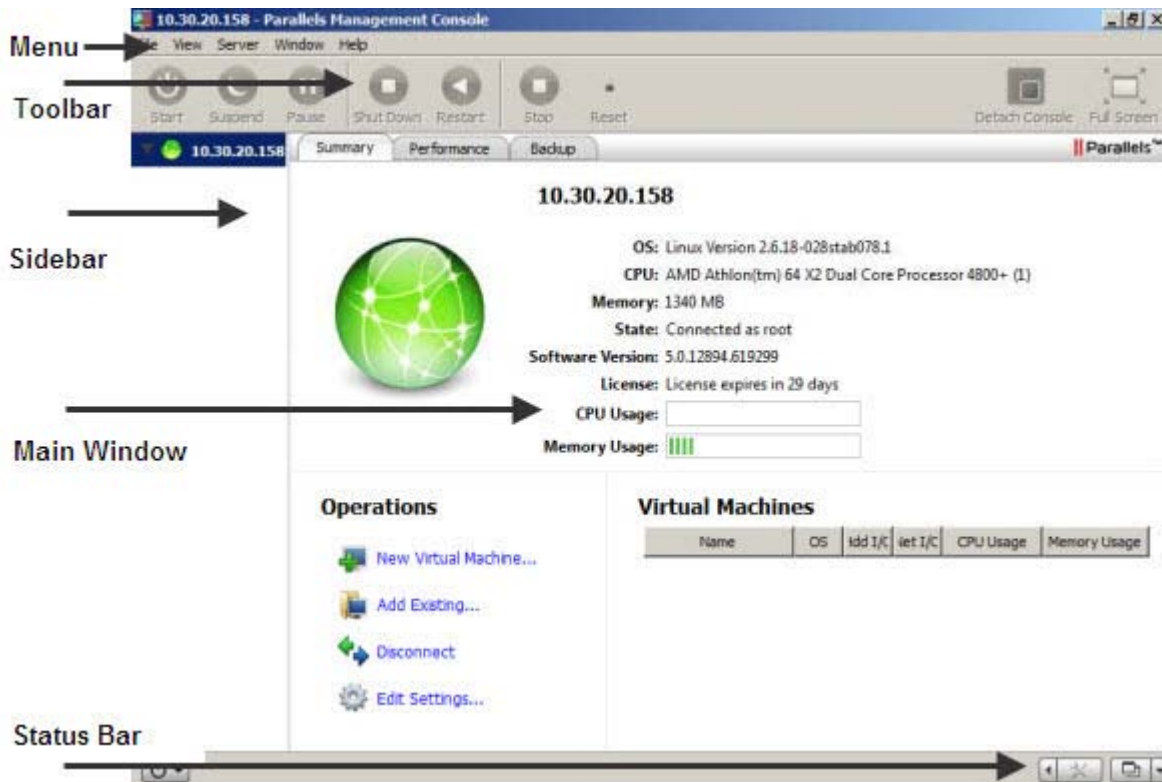 10.30.20.158 - Parallels Management Console
Menu
View Server Window Help
Toolbar
Start Suspend Pause Shut Down Restart Stop Reset Detach Console Full Screen
10.30.20.158
Summary Performance Backup
Parallels™
Sidebar
10.30.20.158
OS: Linux Version 2.6.18-028stab078.1
CPU: AMD Athlon(tm) 64 X2 Dual Core Processor 4800+ (1)
Memory: 1340 MB
State: Connected as root
Software Version: 5.0.12894.619299
License: License expires in 29 days
CPU Usage:
Memory Usage:
Main Window
Operations
New Virtual Machine...
Add Existing...
Disconnect
Edit Settings...
Virtual Machines
Name OS CPU Usage Memory Usage
Status Bar